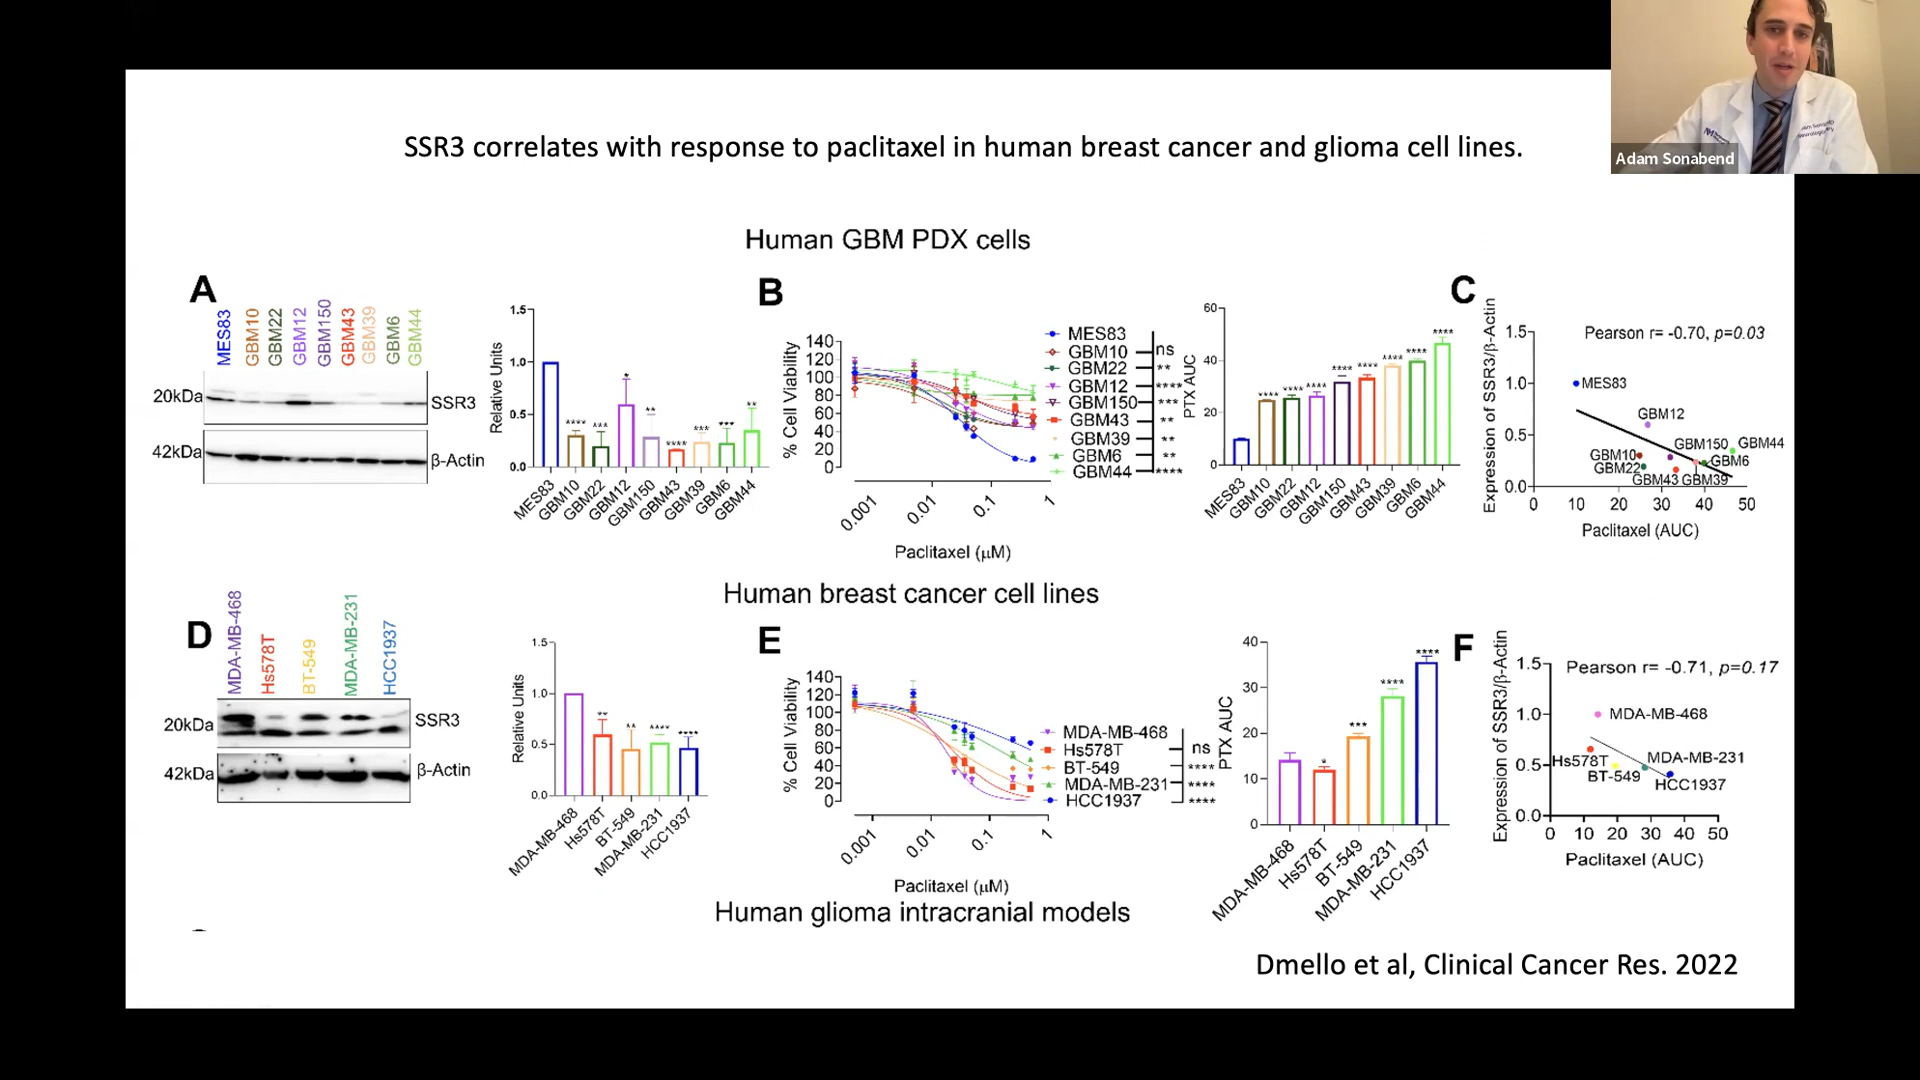 Adam Sonabend
SSR3 correlates with response to paclitaxel in human breast cancer and glioma cell lines.
Human GBM PDX cells
A
MES83
GBM10
GBM22
GBM12
GBM150
GBM43
GBM39
GBM6
GBM44
20kDa
SSR3
42kDa
β-Actin
Relative Units
1.5
1.0
0.5
0.0
****
***
*
**
****
***
***
**
MES83
GBM10
GBM22
GBM12
GBM150
GBM43
GBM39
GBM6
GBM44
B
% Cell Viability
140
120
100
80
60
40
20
0
0.001
0.01
0.1
1
Paclitaxel (μM)
MES83
GBM10 ns
GBM22 **
GBM12 ****
GBM150 ***
GBM43 **
GBM39 **
GBM6 **
GBM44 ****
PTX AUC
60
40
20
0
****
****
****
****
****
****
****
****
MES83
GBM10
GBM22
GBM12
GBM150
GBM43
GBM39
GBM6
GBM44
C
Expression of SSR3/β-Actin
Pearson r= -0.70, p=0.03
1.5
1.0
0.5
0.0
MES83
GBM12
GBM150
GBM44
GBM10
GBM6
GBM22
GBM43
GBM39
0 10 20 30 40 50
Paclitaxel (AUC)
Human breast cancer cell lines
D
MDA-MB-468
Hs578T
BT-549
MDA-MB-231
HCC1937
20kDa
SSR3
42kDa
β-Actin
Relative Units
1.5
1.0
0.5
0.0
**
**
****
****
MDA-MB-468
Hs578T
BT-549
MDA-MB-231
HCC1937
E
% Cell Viability
140
120
100
80
60
40
20
0
0.001
0.01
0.1
1
Paclitaxel (μM)
MDA-MB-468
Hs578T ns
BT-549 ****
MDA-MB-231 ****
HCC1937 ****
PTX AUC
40
30
20
10
0
*
***
****
****
MDA-MB-468
Hs578T
BT-549
MDA-MB-231
HCC1937
F
Expression of SSR3/β-Actin
Pearson r= -0.71, p=0.17
1.5
1.0
0.5
0.0
MDA-MB-468
Hs578T
MDA-MB-231
BT-549
HCC1937
0 10 20 30 40 50
Paclitaxel (AUC)
Human glioma intracranial models
Dmello et al, Clinical Cancer Res. 2022